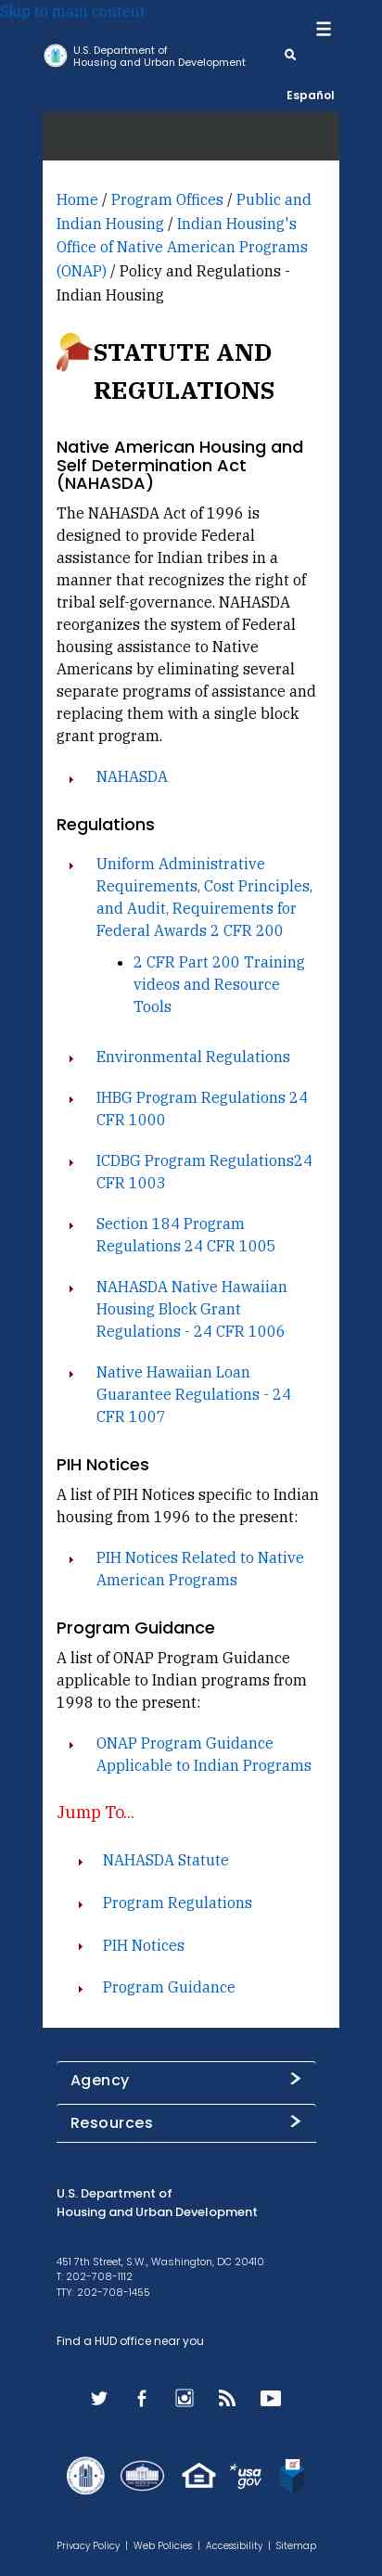 Skip to main content
U.S. Department of
Housing and Urban Development
Español
Home / Program Offices / Public and
Indian Housing / Indian Housing's
Office of Native American Programs
(ONAP) / Policy and Regulations -
Indian Housing
STATUTE AND
REGULATIONS
Native American Housing and
Self Determination Act
(NAHASDA)
The NAHASDA Act of 1996 is
designed to provide Federal
assistance for Indian tribes in a
manner that recognizes the right of
tribal self-governance. NAHASDA
reorganizes the system of Federal
housing assistance to Native
Americans by eliminating several
separate programs of assistance and
replacing them with a single block
grant program.
NAHASDA
Regulations
Uniform Administrative
Requirements, Cost Principles,
and Audit, Requirements for
Federal Awards 2 CFR 200
2 CFR Part 200 Training
videos and Resource
Tools
Environmental Regulations
IHBG Program Regulations 24
CFR 1000
ICDBG Program Regulations24
CFR 1003
Section 184 Program
Regulations 24 CFR 1005
NAHASDA Native Hawaiian
Housing Block Grant
Regulations - 24 CFR 1006
Native Hawaiian Loan
Guarantee Regulations - 24
CFR 1007
PIH Notices
A list of PIH Notices specific to Indian
housing from 1996 to the present:
PIH Notices Related to Native
American Programs
Program Guidance
A list of ONAP Program Guidance
applicable to Indian programs from
1998 to the present:
ONAP Program Guidance
Applicable to Indian Programs
Jump To...
NAHASDA Statute
Program Regulations
PIH Notices
Program Guidance
Agency
Resources
U.S. Department of
Housing and Urban Development
451 7th Street, S.W., Washington, DC 20410
T: 202-708-1112
TTY: 202-708-1455
Find a HUD office near you
usa
gov
Privacy Policy | Web Policies | Accessibility | Sitemap